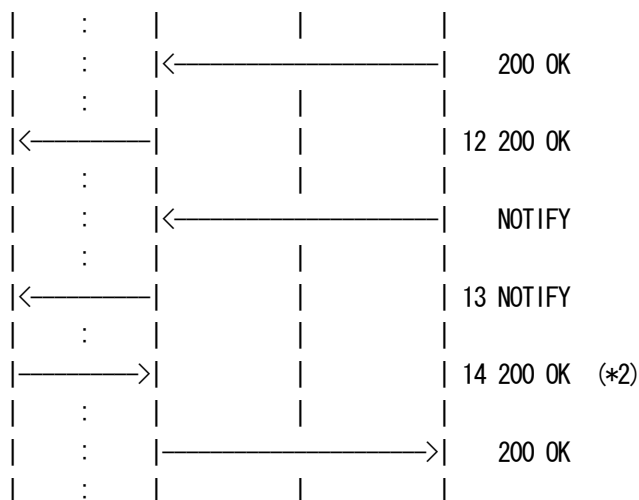 |     :     |           |           |
|     :     |<----------------------|    200 OK
|     :     |           |           |
|<----------|           |           | 12 200 OK
|     :     |           |           |
|     :     |<----------------------|    NOTIFY
|     :     |           |           |
|<----------|           |           | 13 NOTIFY
|     :     |           |           |
|---------->|           |           | 14 200 OK  (*2)
|     :     |           |           |
|     :     |---------------------->|    200 OK
|     :     |           |           |